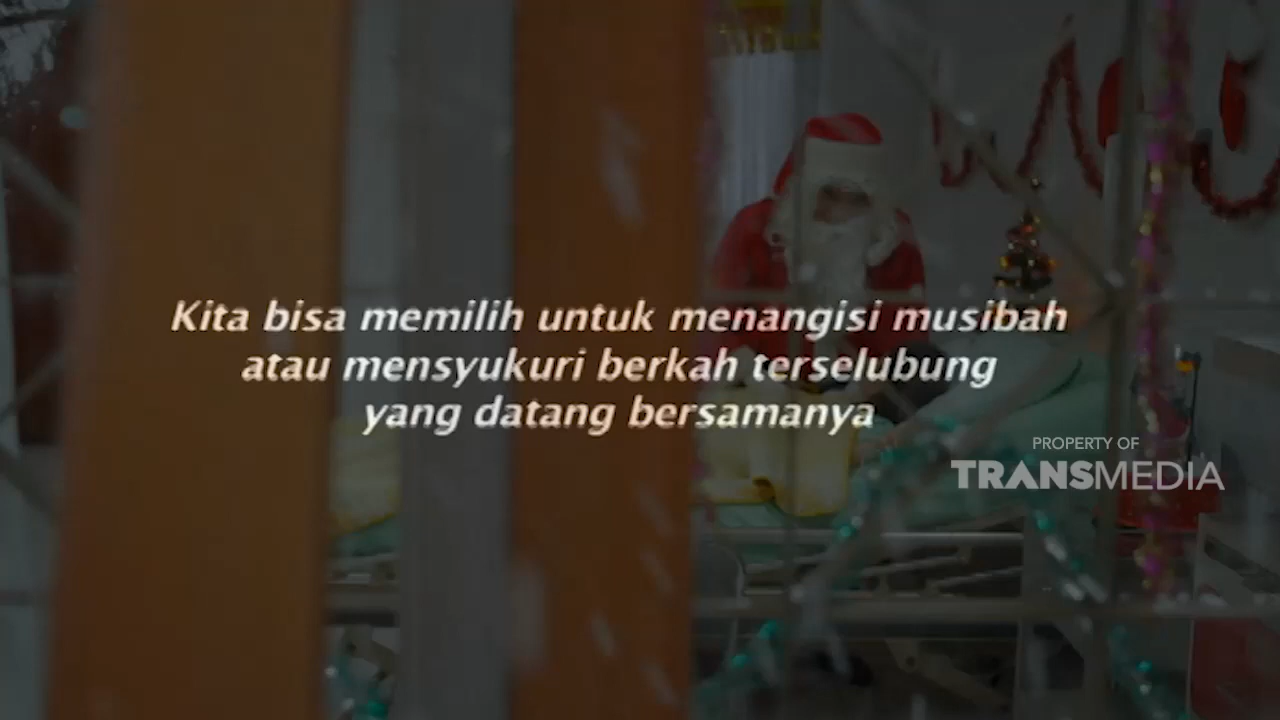 Kita bisa memilih untuk menangisi musibah
atau mensyukuri berkah terselubung
yang datang bersamanya
PROPERTY OF
TRANSMEDIA